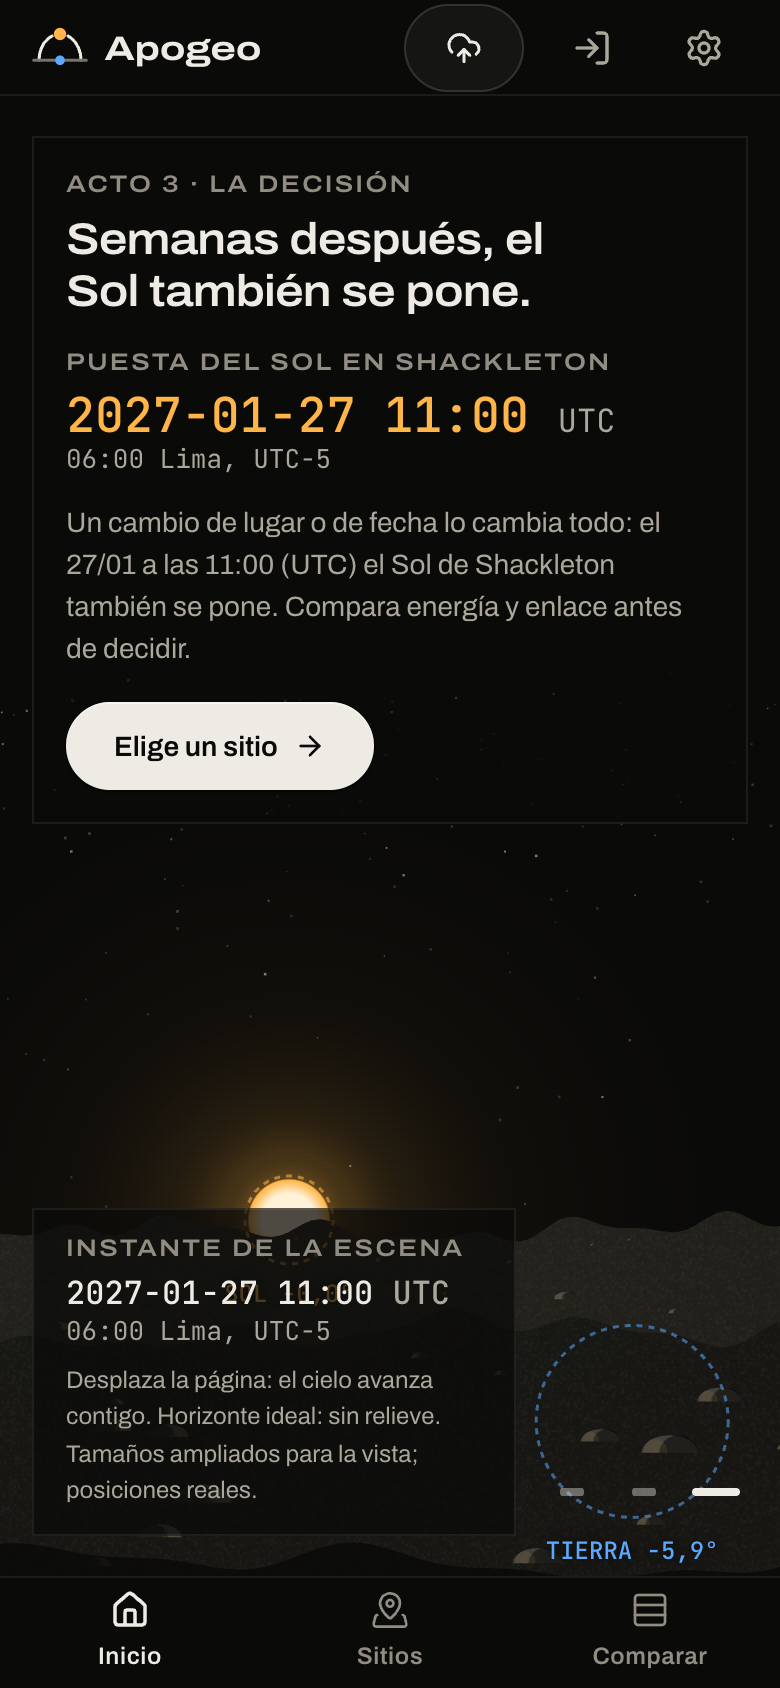 Apogeo
ACTO 3 · LA DECISIÓN
Semanas después, el
Sol también se pone.
PUESTA DEL SOL EN SHACKLETON
2027-01-27 11:00 UTC
06:00 Lima, UTC-5
Un cambio de lugar o de fecha lo cambia todo: el
27/01 a las 11:00 (UTC) el Sol de Shackleton
también se pone. Compara energía y enlace antes
de decidir.
Elige un sitio
INSTANTE DE LA ESCENA
2027-01-27 11:00 UTC
06:00 Lima, UTC-5
Desplaza la página: el cielo avanza
contigo. Horizonte ideal: sin relieve.
Tamaños ampliados para la vista;
posiciones reales.
TIERRA -5,9°
Inicio
Sitios
Comparar